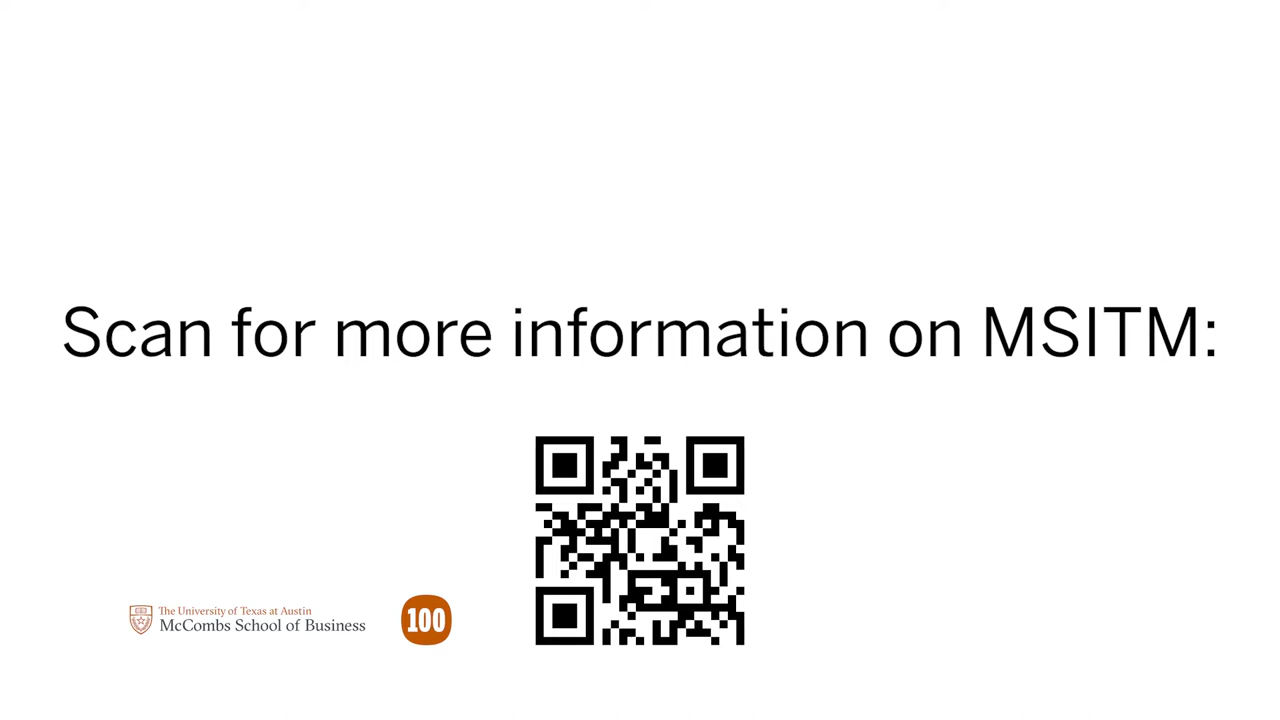 Scan for more information on MSITM:
The University of Texas at Austin
McCombs School of Business
100